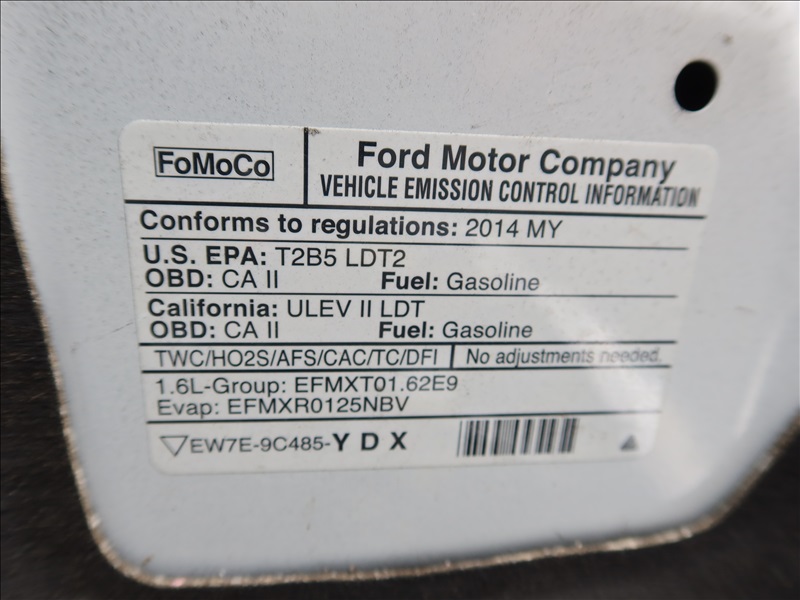 FoMoCo
Ford Motor Company
VEHICLE EMISSION CONTROL INFORMATION
Conforms to regulations: 2014 MY
U.S. EPA: T2B5 LDT2
OBD: CA II Fuel: Gasoline
California: ULEV II LDT
OBD: CA II Fuel: Gasoline
TWC/HO2S/AFS/CAC/TC/DFI No adjustments needed.
1.6L-Group: EFMXT01.62E9
Evap: EFMXR0125NBV
EW7E-9C485-Y D X